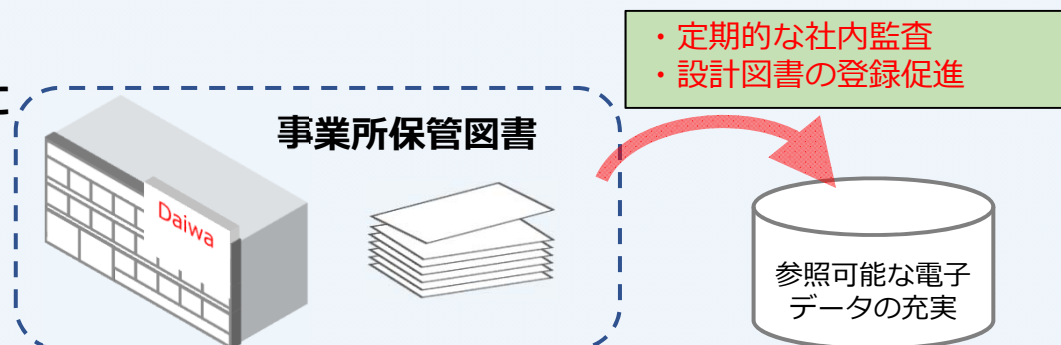 ・定期的な社内監査
・設計図書の登録促進
事業所保管図書
Daiwa
参照可能な電子
データの充実